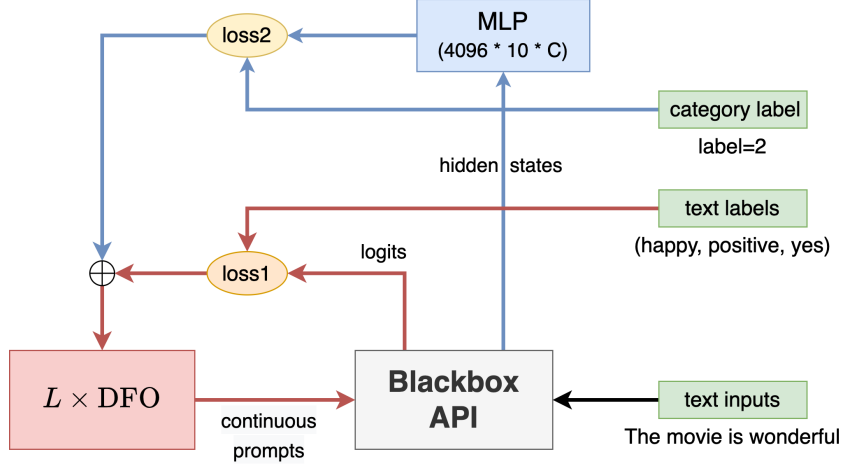 MLP
(4096 * 10 * C)
loss2
category label
label=2
hidden states
text labels
(happy, positive, yes)
logits
loss1
L × DFO
continuous
prompts
Blackbox
API
text inputs
The movie is wonderful